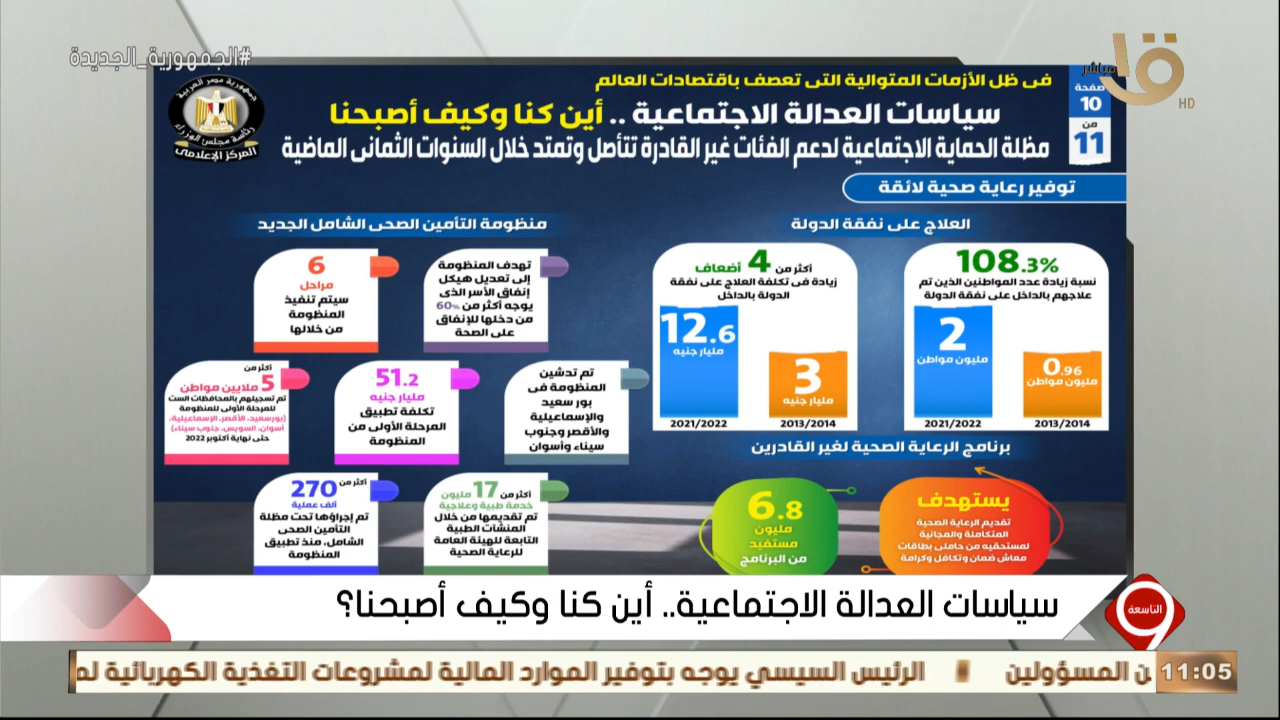 #الجمهورية_الجديدة
مباشر
HD
جمهورية مصر العربية
رئاسة مجلس الوزراء
المركز الإعلامى
صفحة
10
من
11
فى ظل الأزمات المتوالية التى تعصف باقتصادات العالم
سياسات العدالة الاجتماعية .. أين كنا وكيف أصبحنا
مظلة الحماية الاجتماعية لدعم الفئات غير القادرة تتأصل وتمتد خلال السنوات الثمانى الماضية
توفير رعاية صحية لائقة
العلاج على نفقة الدولة
108.3%
نسبة زيادة عدد المواطنين الذين تم
علاجهم بالداخل على نفقة الدولة
2
مليون مواطن
0.96
مليون مواطن
2021/2022
2013/2014
أكثر من 4 أضعاف
زيادة فى تكلفة العلاج على نفقة
الدولة بالداخل
12.6
مليار جنيه
3
مليار جنيه
2021/2022
2013/2014
برنامج الرعاية الصحية لغير القادرين
يستهدف
تقديم الرعاية الصحية
المتكاملة والمجانية
لمستحقيه من حاملى بطاقات
معاش ضمان وتكافل وكرامة
6.8
مليون
مستفيد
من البرنامج
منظومة التأمين الصحى الشامل الجديد
تهدف المنظومة
إلى تعديل هيكل
إنفاق الأسر الذى
يوجه أكثر من 60%
من دخلها للإنفاق
على الصحة
6
مراحل
سيتم تنفيذ
المنظومة
من خلالها
تم تدشين
المنظومة فى
بور سعيد
والإسماعيلية
والأقصر وجنوب
سيناء وأسوان
51.2
مليار جنيه
تكلفة تطبيق
المرحلة الأولى من
المنظومة
أكثر من
5 ملايين مواطن
تم تسجيلهم بالمحافظات الست
للمرحلة الأولى للمنظومة
(بورسعيد، الأقصر، الإسماعيلية،
أسوان، السويس، جنوب سيناء)
حتى نهاية أكتوبر 2022
أكثر من 17 مليون
خدمة طبية وعلاجية
تم تقديمها من خلال
المنشآت الطبية
التابعة للهيئة العامة
للرعاية الصحية
أكثر من 270
ألف عملية
تم إجراؤها تحت مظلة
التأمين الصحى
الشامل، منذ تطبيق
المنظومة
التاسعة
سياسات العدالة الاجتماعية.. أين كنا وكيف أصبحنا؟
11:05
ن المسؤولين الرئيس السيسي يوجه بتوفير الموارد المالية لمشروعات التغذية الكهربائية لم